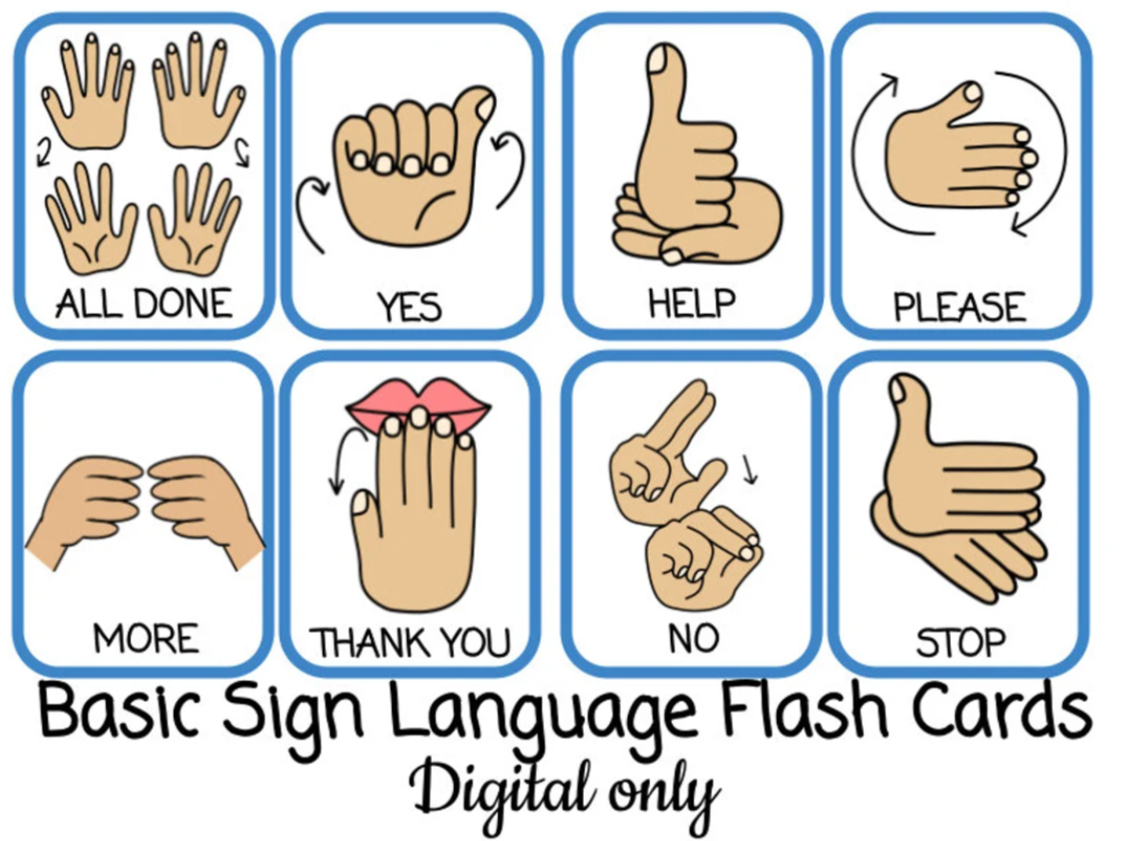 ALL DONE
YES
HELP
PLEASE
MORE
THANK YOU
NO
STOP
Basic Sign Language Flash Cards
Digital only